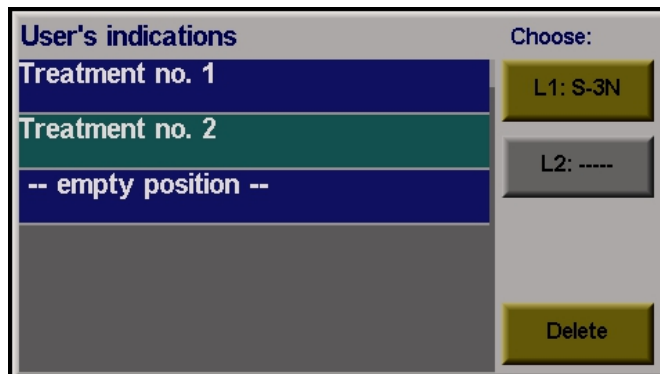 User's indications
Choose:
Treatment no. 1
L1: S-3N
Treatment no. 2
L2: -----
-- empty position --
Delete